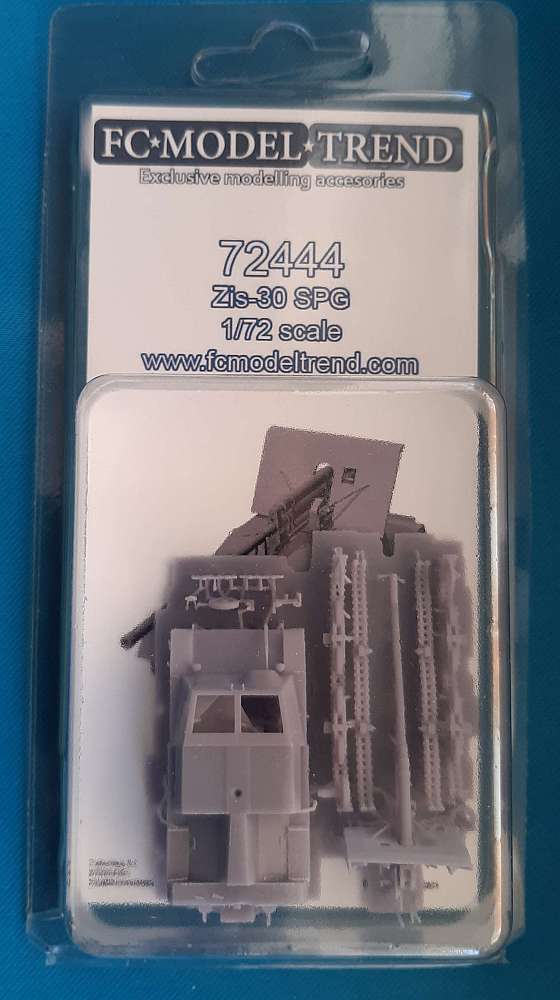 FC★MODEL★TREND
Exclusive modelling accesories
72444
Zis-30 SPG
1/72 scale
www.fcmodeltrend.com